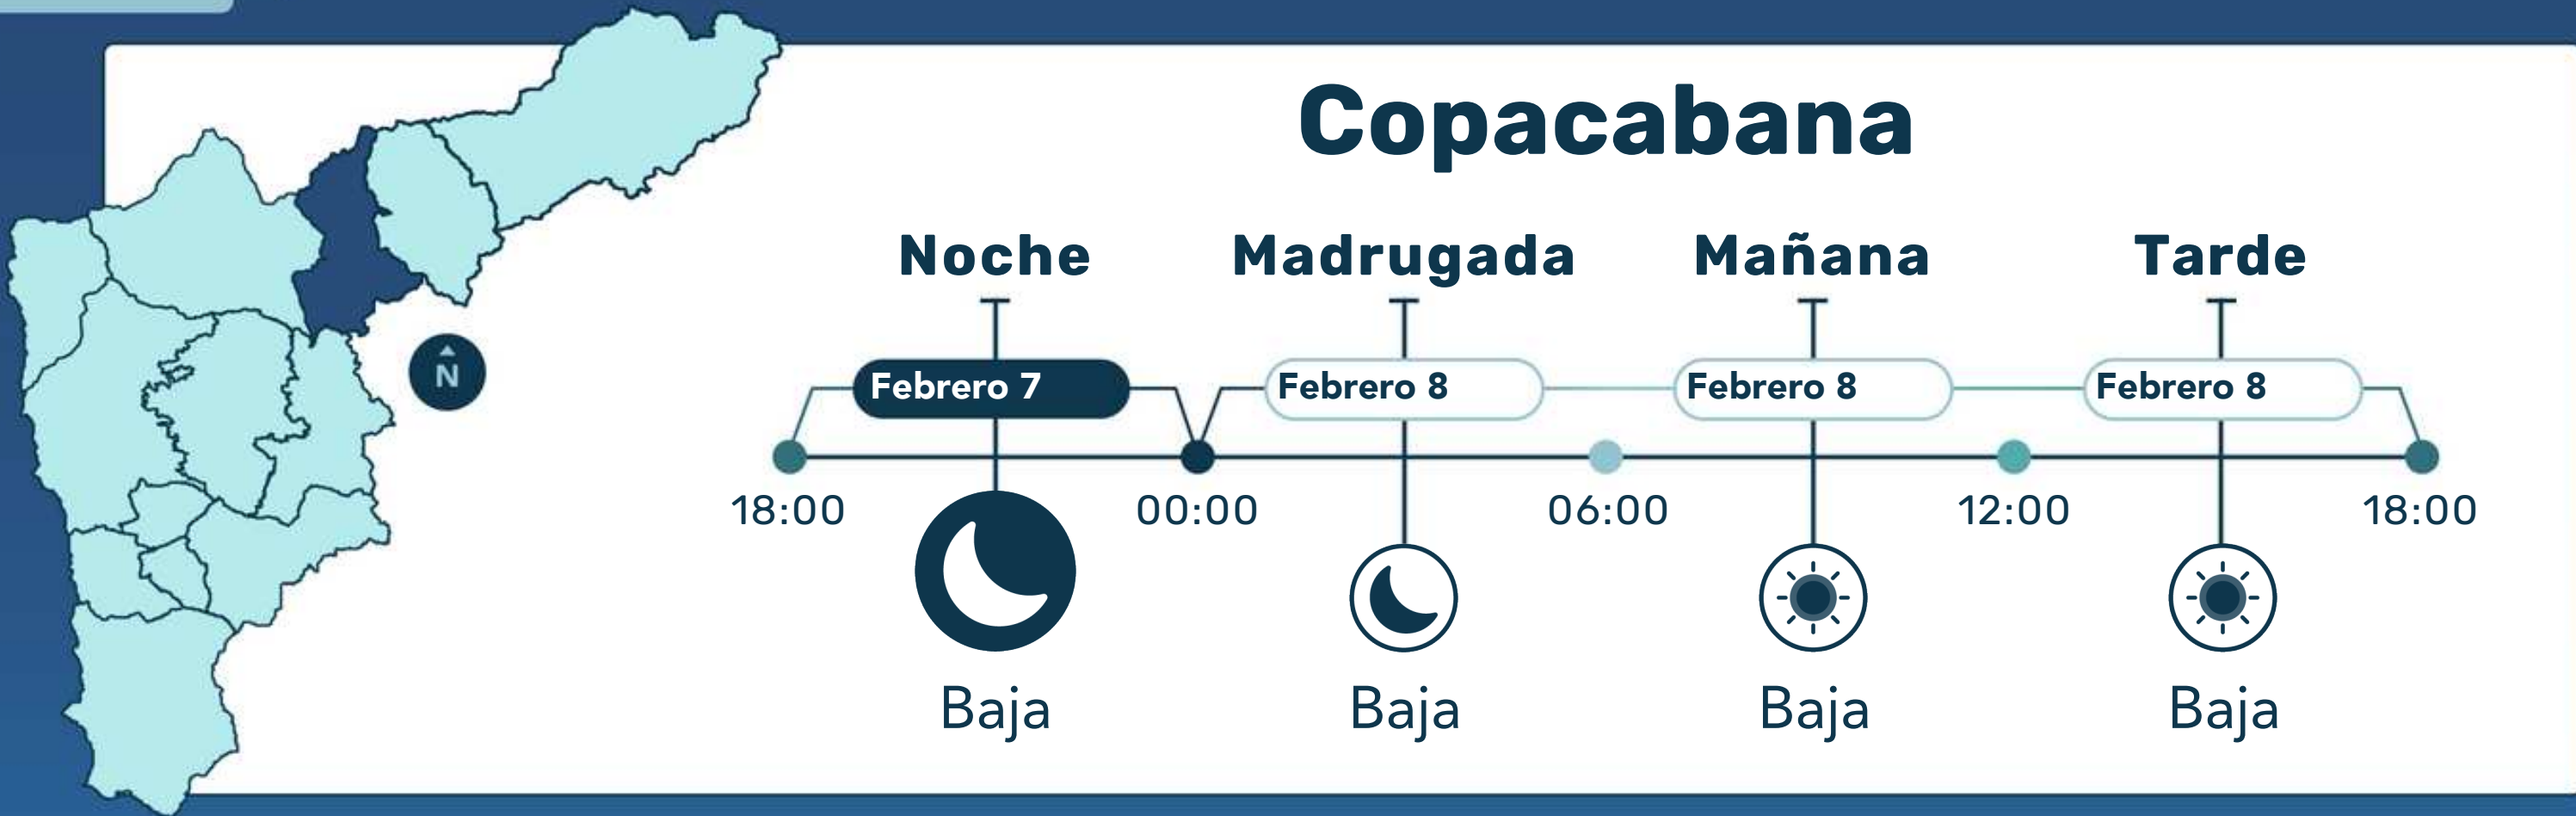 Copacabana
Noche Madrugada Mañana Tarde
Febrero 7 Febrero 8 Febrero 8 Febrero 8
18:00 00:00 06:00 12:00 18:00
N
Baja Baja Baja Baja